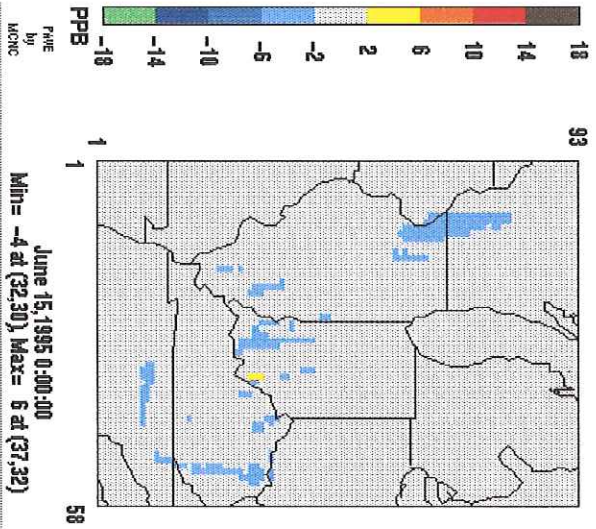 PPB
18
14
10
6
2
-2
-6
-10
-14
-18
PAVE
by
MCNC
93
1
1
58
June 15,1995 0:00:00
Min= -4 at (32,30), Max= 6 at (37,32)